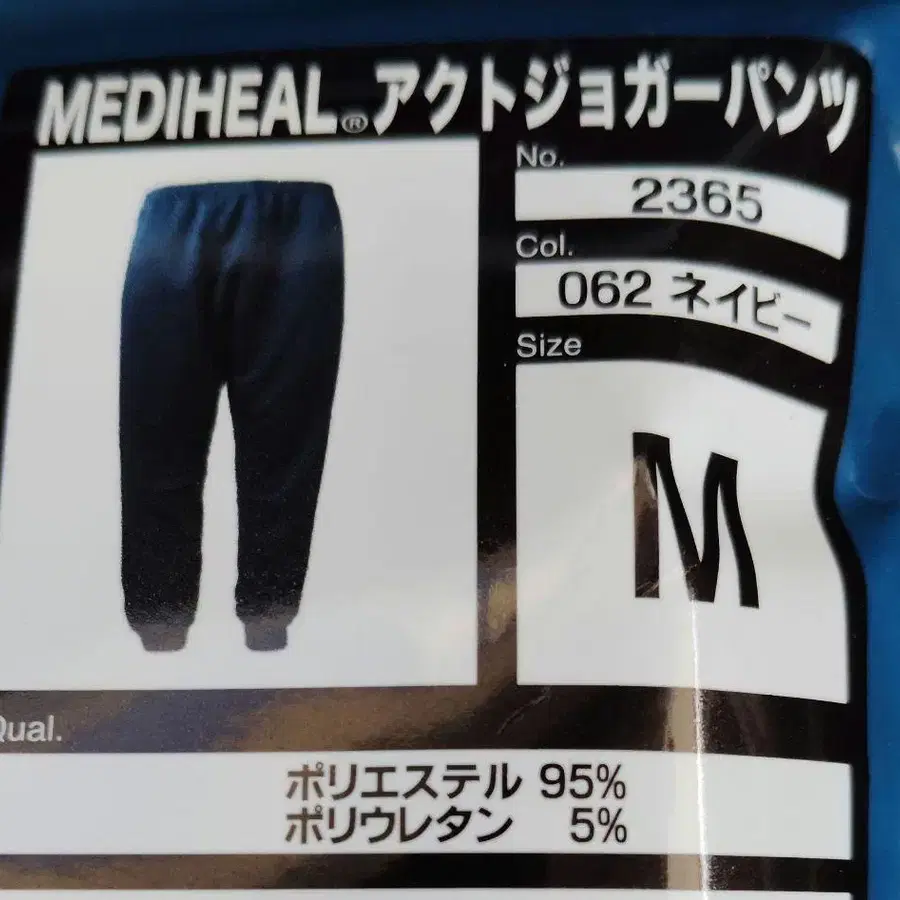 MEDIHEAL®アクトジョガーパンツ
No.
2365
Col.
062 ネイビー
Size
M
Qual.
ポリエステル 95%
ポリウレタン 5%